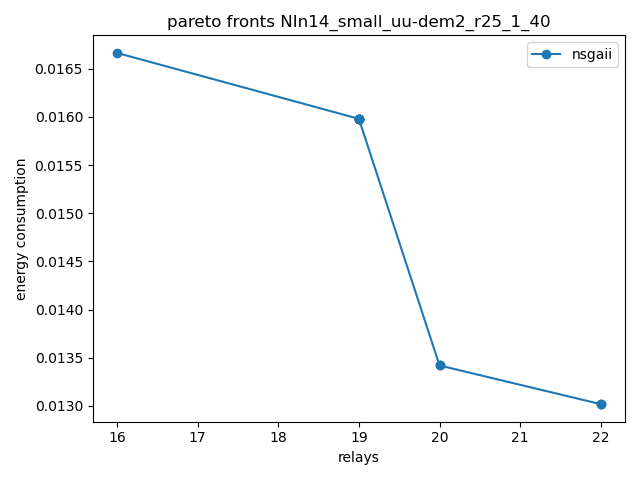 pareto fronts NIn14_small_uu-dem2_r25_1_40
nsgaii
energy consumption
0.0165
0.0160
0.0155
0.0150
0.0145
0.0140
0.0135
0.0130
16 17 18 19 20 21 22
relays